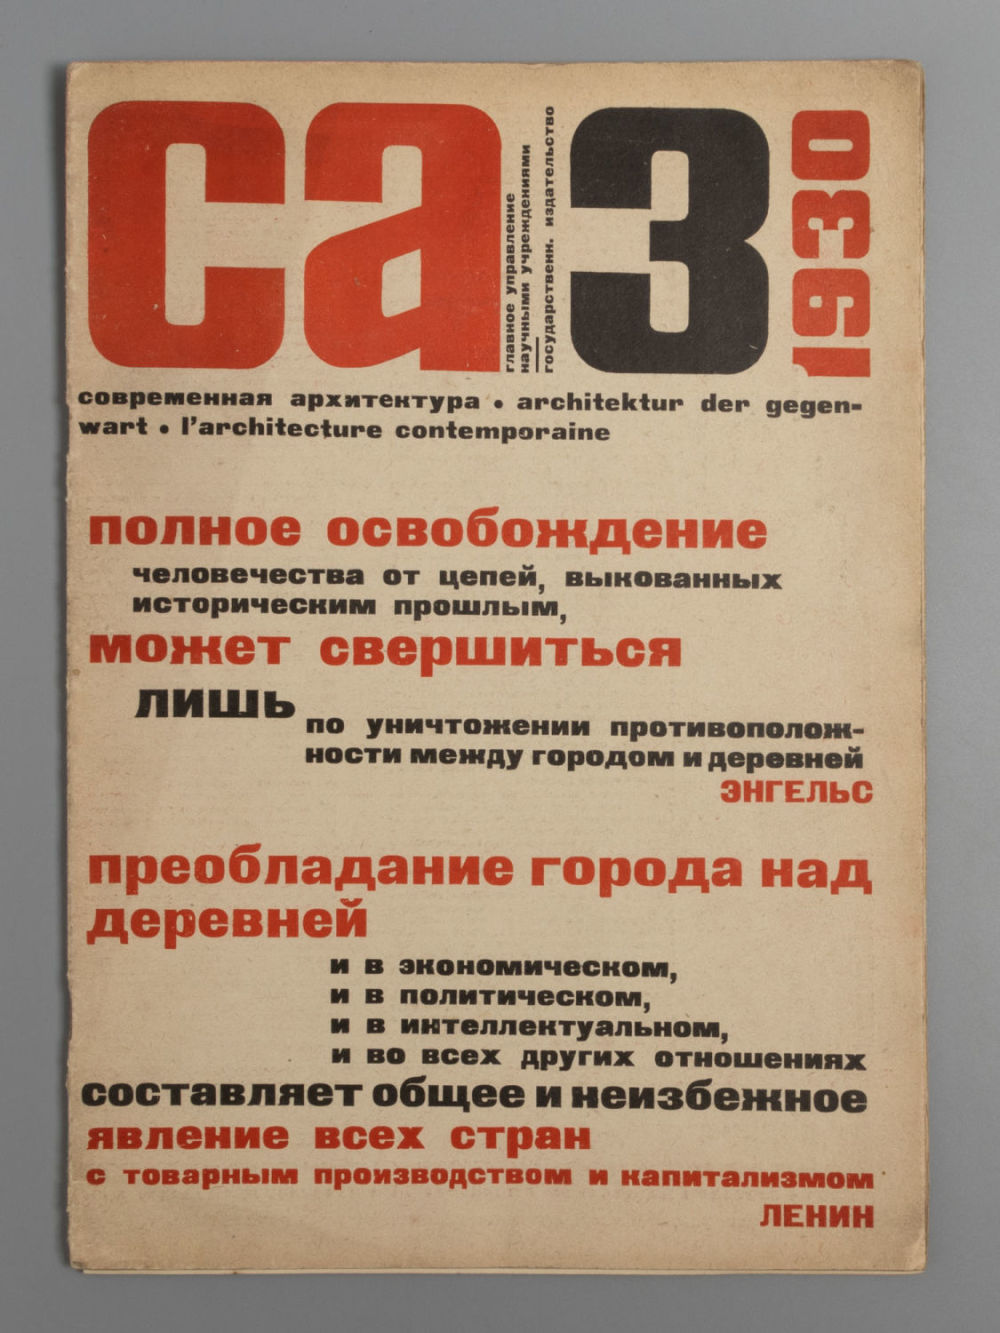 са3
1930
главное управление
научными учреждениями
государственн. издательство
современная архитектура • architektur der gegen-
wart • l'architecture contemporaine
полное освобождение
человечества от цепей, выкованных
историческим прошлым,
может свершиться
лишь
по уничтожении противополож-
ности между городом и деревней
ЭНГЕЛЬС
преобладание города над
деревней
и в экономическом,
и в политическом,
и в интеллектуальном,
и во всех других отношениях
составляет общее и неизбежное
явление всех стран
с товарным производством и капитализмом
ЛЕНИН